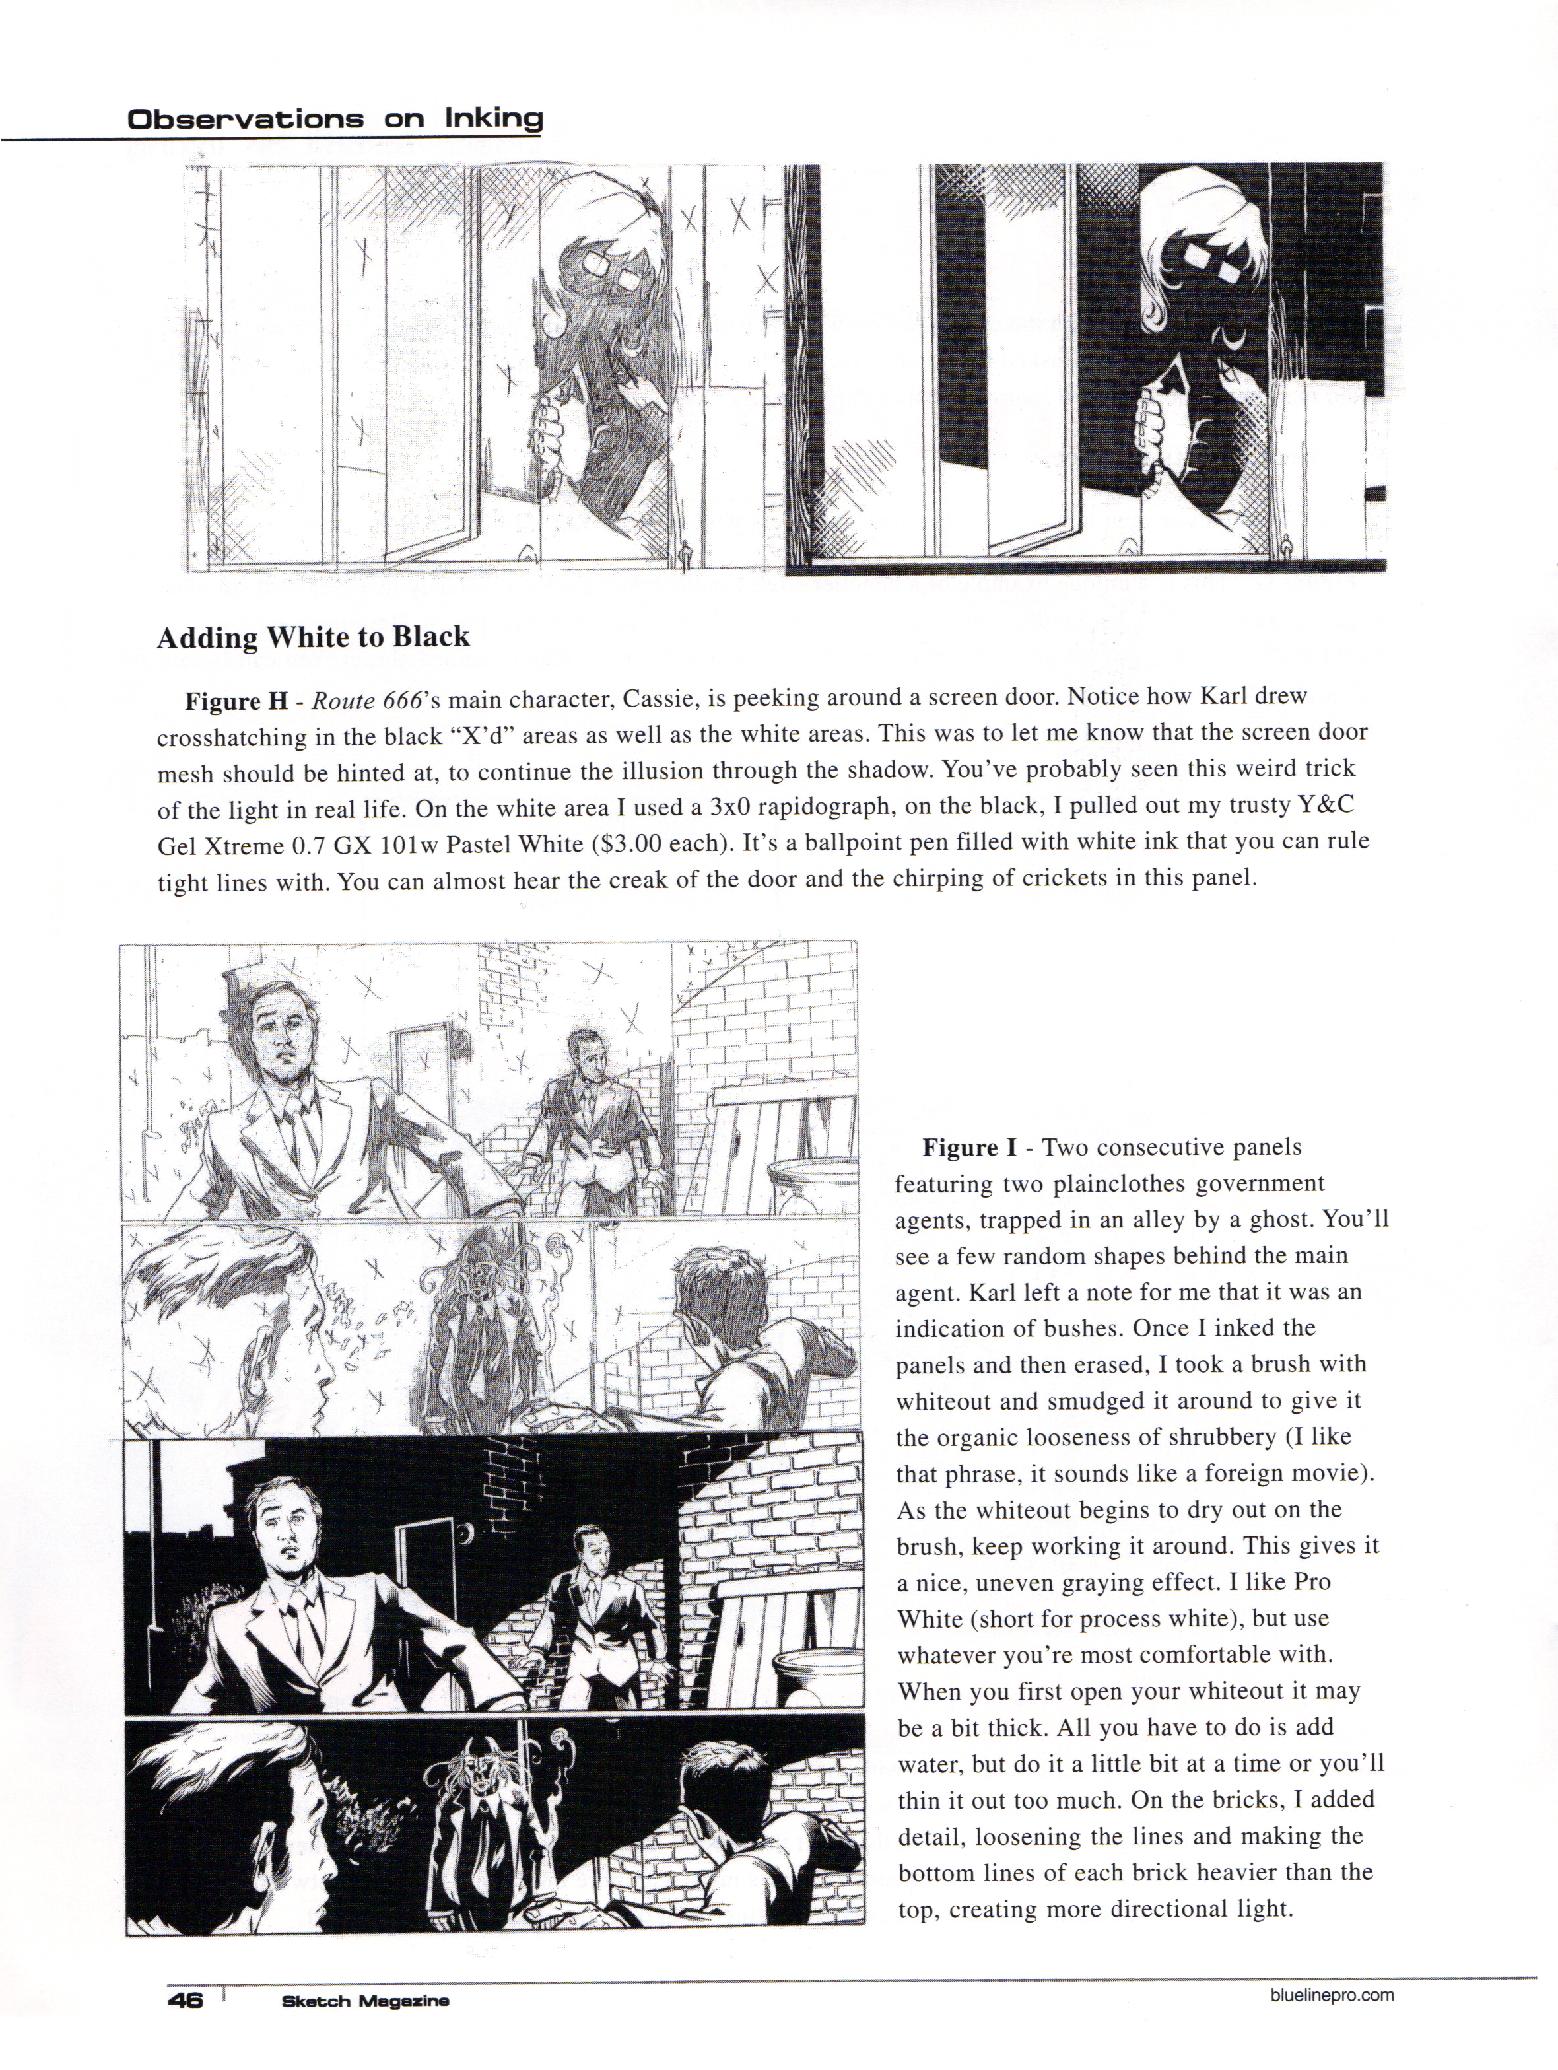 Observations on Inking
Adding White to Black
Figure H - Route 666's main character, Cassie, is peeking around a screen door. Notice how Karl drew
crosshatching in the black “X’d” areas as well as the white areas. This was to let me know that the screen door
mesh should be hinted at, to continue the illusion through the shadow. You’ve probably seen this weird trick
of the light in real life. On the white area I used a 3x0 rapidograph, on the black, I pulled out my trusty Y&C
Gel Xtreme 0.7 GX 101w Pastel White ($3.00 each). It’s a ballpoint pen filled with white ink that you can rule
tight lines with. You can almost hear the creak of the door and the chirping of crickets in this panel.
Figure I - Two consecutive panels
featuring two plainclothes government
agents, trapped in an alley by a ghost. You’ll
see a few random shapes behind the main
agent. Karl left a note for me that it was an
indication of bushes. Once I inked the
panels and then erased, I took a brush with
whiteout and smudged it around to give it
the organic looseness of shrubbery (I like
that phrase, it sounds like a foreign movie).
As the whiteout begins to dry out on the
brush, keep working it around. This gives it
a nice, uneven graying effect. I like Pro
White (short for process white), but use
whatever you’re most comfortable with.
When you first open your whiteout it may
be a bit thick. All you have to do is add
water, but do it a little bit at a time or you’ll
thin it out too much. On the bricks, I added
detail, loosening the lines and making the
bottom lines of each brick heavier than the
top, creating more directional light.
46 Sketch Magazine bluelinepro.com